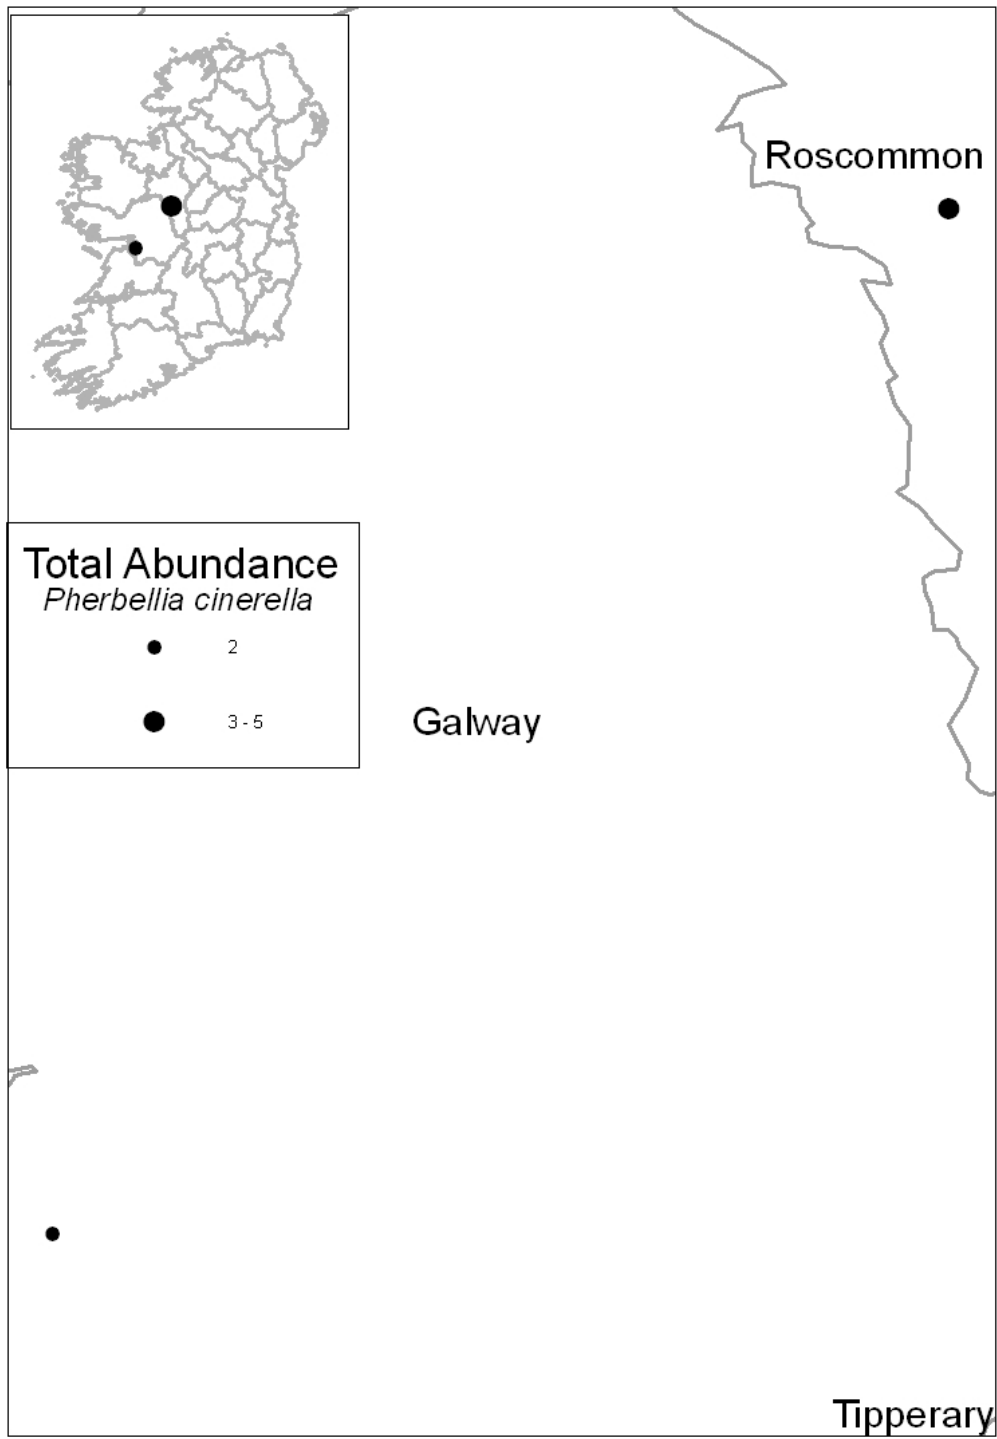 Roscommon
Total Abundance
Pherbellia cinerella
2
3 - 5
Galway
Tipperary